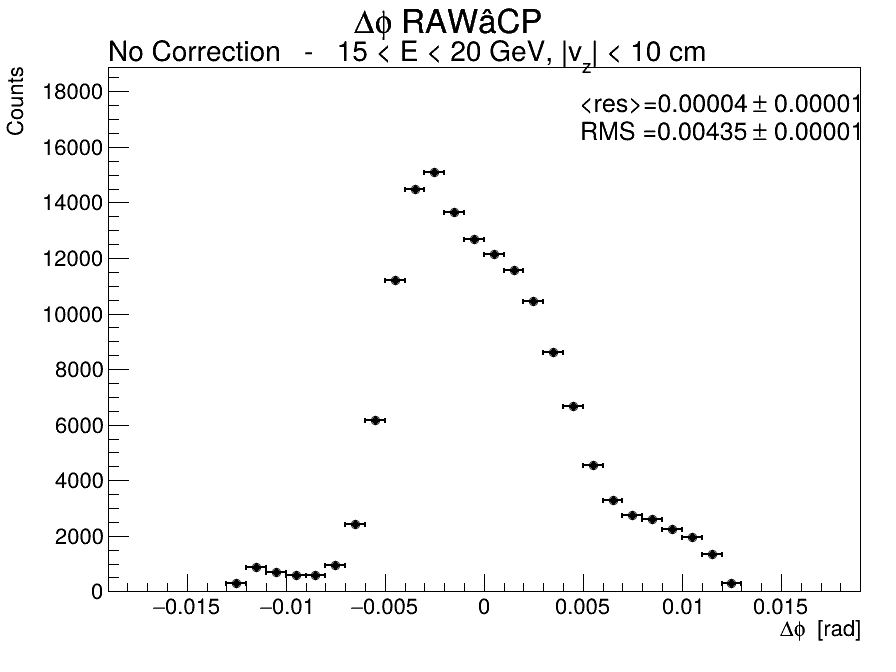 Δϕ RAWâCP
No Correction - 15 < E < 20 GeV, |v_z| < 10 cm
<res>=0.00004 ± 0.00001
RMS =0.00435 ± 0.00001
Counts
18000
16000
14000
12000
10000
8000
6000
4000
2000
0
−0.015 −0.01 −0.005 0 0.005 0.01 0.015
Δϕ [rad]